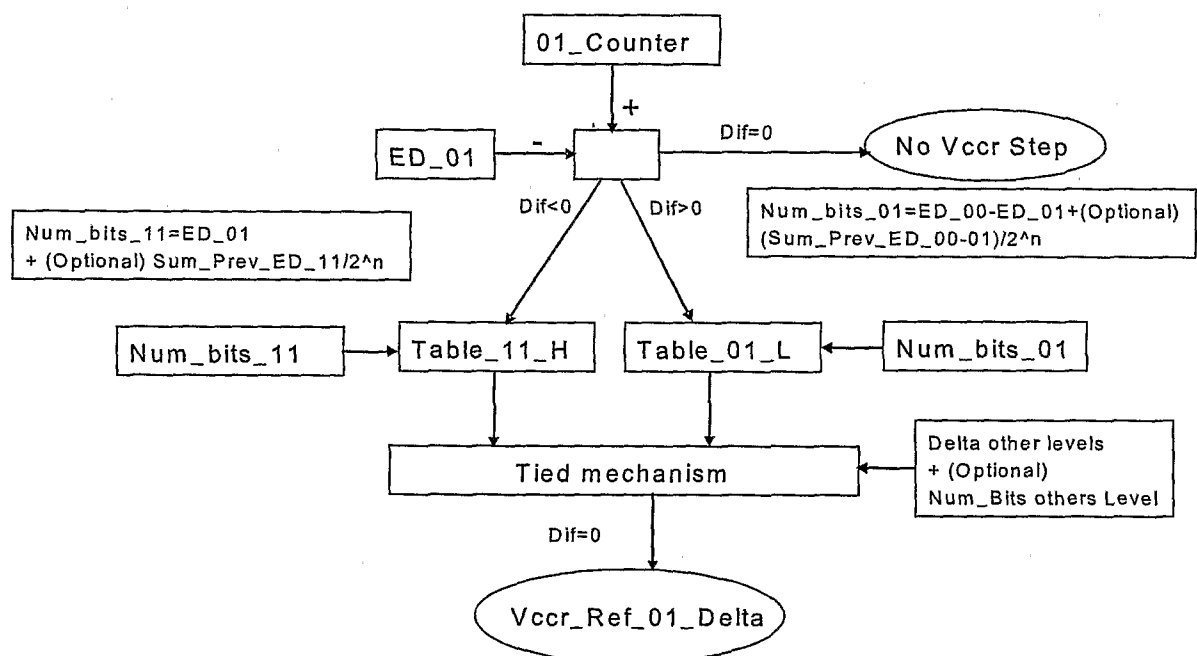 01_Counter
+
ED_01
-
Dif=0
No Vccr Step
Dif<0
Dif>0
Num_bits_11=ED_01
+ (Optional) Sum_Prev_ED_11/2^n
Num_bits_01=ED_00-ED_01+(Optional)
(Sum_Prev_ED_00-01)/2^n
Num_bits_11
Table_11_H
Table_01_L
Num_bits_01
Tied mechanism
Delta other levels
+ (Optional)
Num_Bits others Level
Dif=0
Vccr_Ref_01_Delta